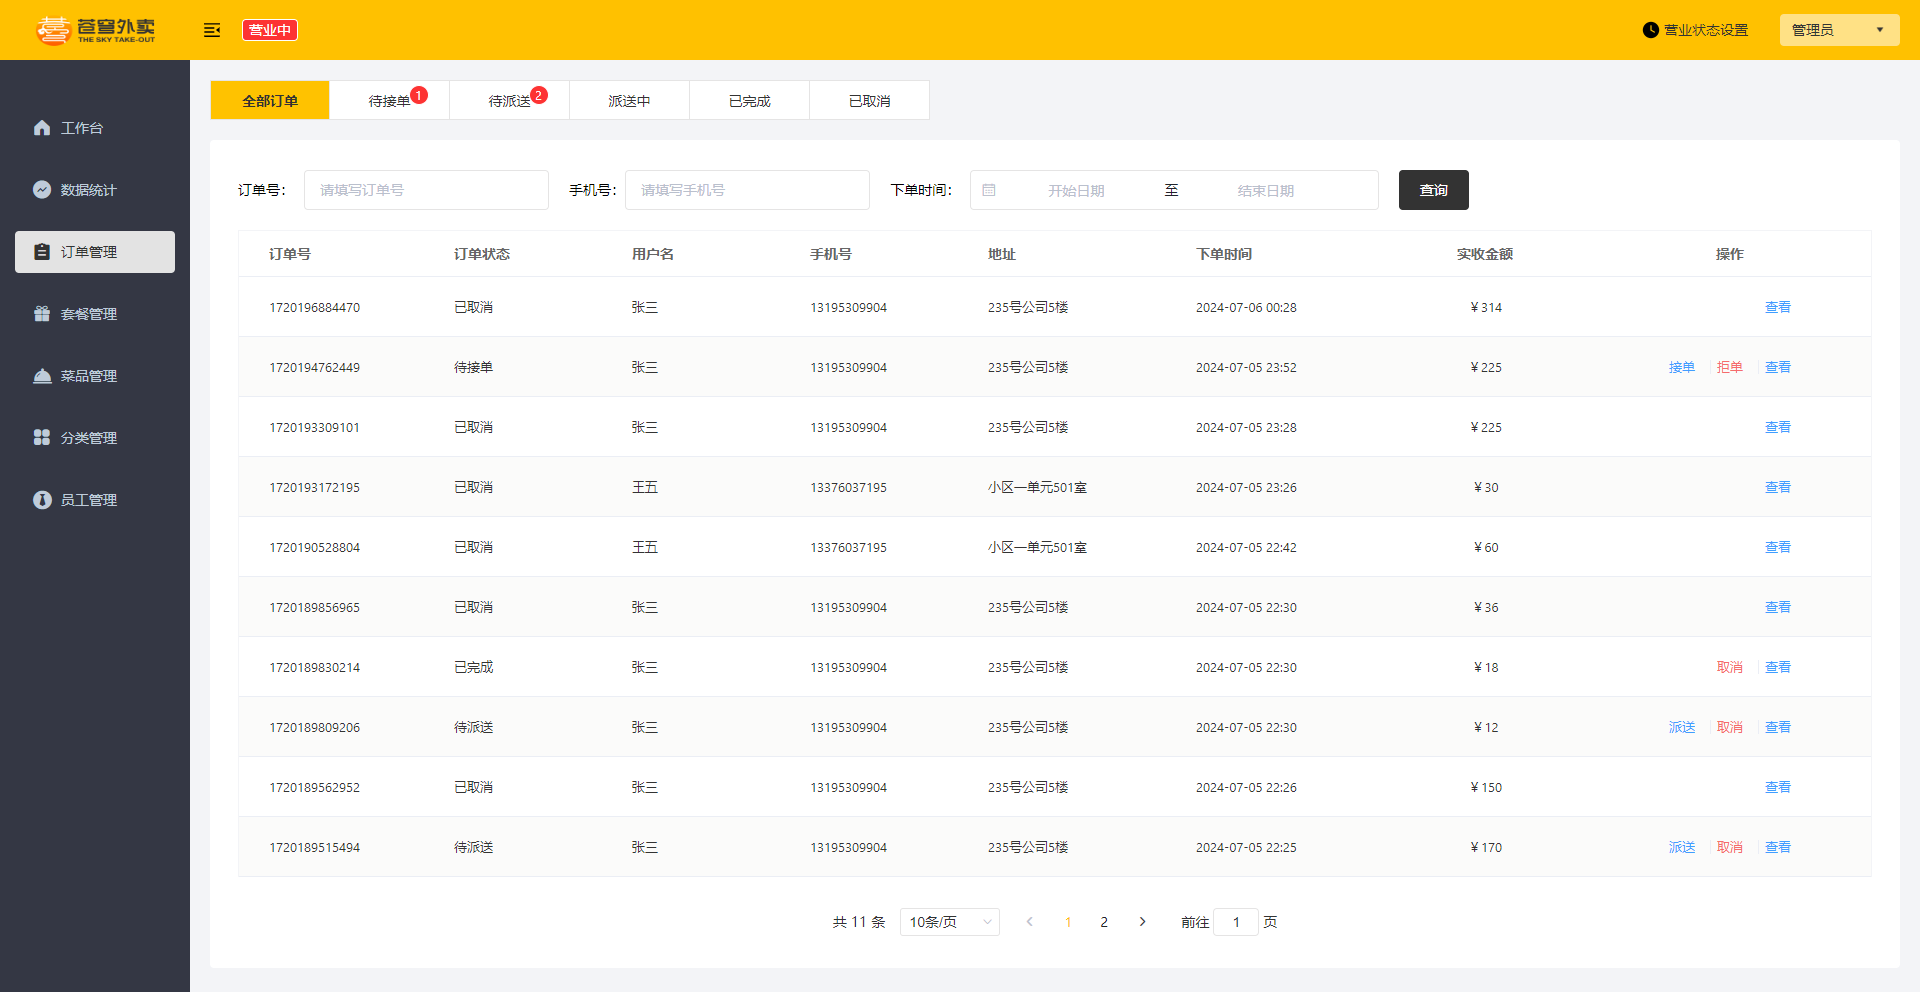 苍穹外卖
THE SKY TAKE-OUT
营业中
营业状态设置
管理员
工作台
数据统计
订单管理
套餐管理
菜品管理
分类管理
员工管理
全部订单 待接单 1 待派送 2 派送中 已完成 已取消
订单号： 请填写订单号 手机号： 请填写手机号 下单时间： 开始日期 至 结束日期 查询
订单号 订单状态 用户名 手机号 地址 下单时间 实收金额 操作
1720196884470 已取消 张三 13195309904 235号公司5楼 2024-07-06 00:28 ￥314 查看
1720194762449 待接单 张三 13195309904 235号公司5楼 2024-07-05 23:52 ￥225 接单 拒单 查看
1720193309101 已取消 张三 13195309904 235号公司5楼 2024-07-05 23:28 ￥225 查看
1720193172195 已取消 王五 13376037195 小区一单元501室 2024-07-05 23:26 ￥30 查看
1720190528804 已取消 王五 13376037195 小区一单元501室 2024-07-05 22:42 ￥60 查看
1720189856965 已取消 张三 13195309904 235号公司5楼 2024-07-05 22:30 ￥36 查看
1720189830214 已完成 张三 13195309904 235号公司5楼 2024-07-05 22:30 ￥18 取消 查看
1720189809206 待派送 张三 13195309904 235号公司5楼 2024-07-05 22:30 ￥12 派送 取消 查看
1720189562952 已取消 张三 13195309904 235号公司5楼 2024-07-05 22:26 ￥150 查看
1720189515494 待派送 张三 13195309904 235号公司5楼 2024-07-05 22:25 ￥170 派送 取消 查看
共 11 条 10条/页 1 2 前往 1 页